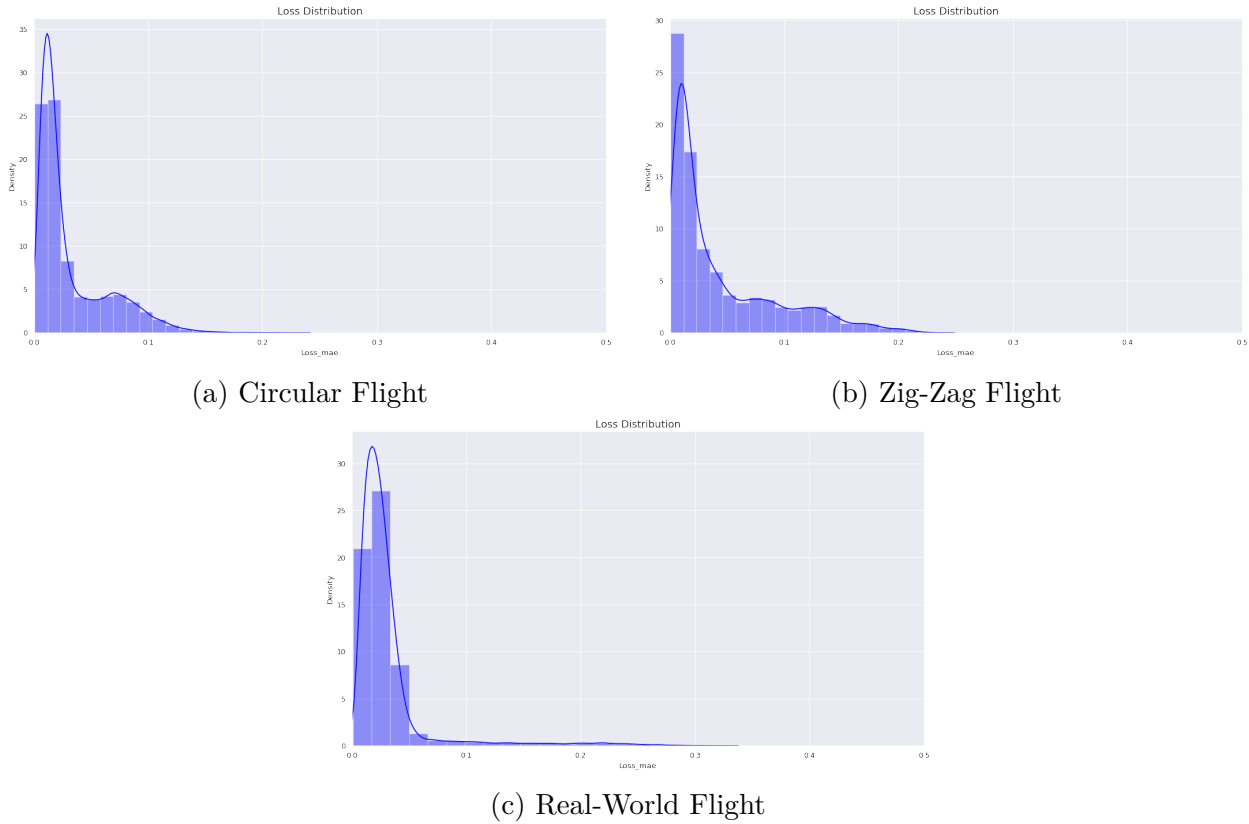 Loss Distribution
35
30
25
20
15
10
5
0
Density
0.0 0.1 0.2 0.3 0.4 0.5
Loss_mae
(a) Circular Flight
Loss Distribution
30
25
20
15
10
5
0
Density
0.0 0.1 0.2 0.3 0.4 0.5
Loss_mae
(b) Zig-Zag Flight
Loss Distribution
30
25
20
15
10
5
0
Density
0.0 0.1 0.2 0.3 0.4 0.5
Loss_mae
(c) Real-World Flight